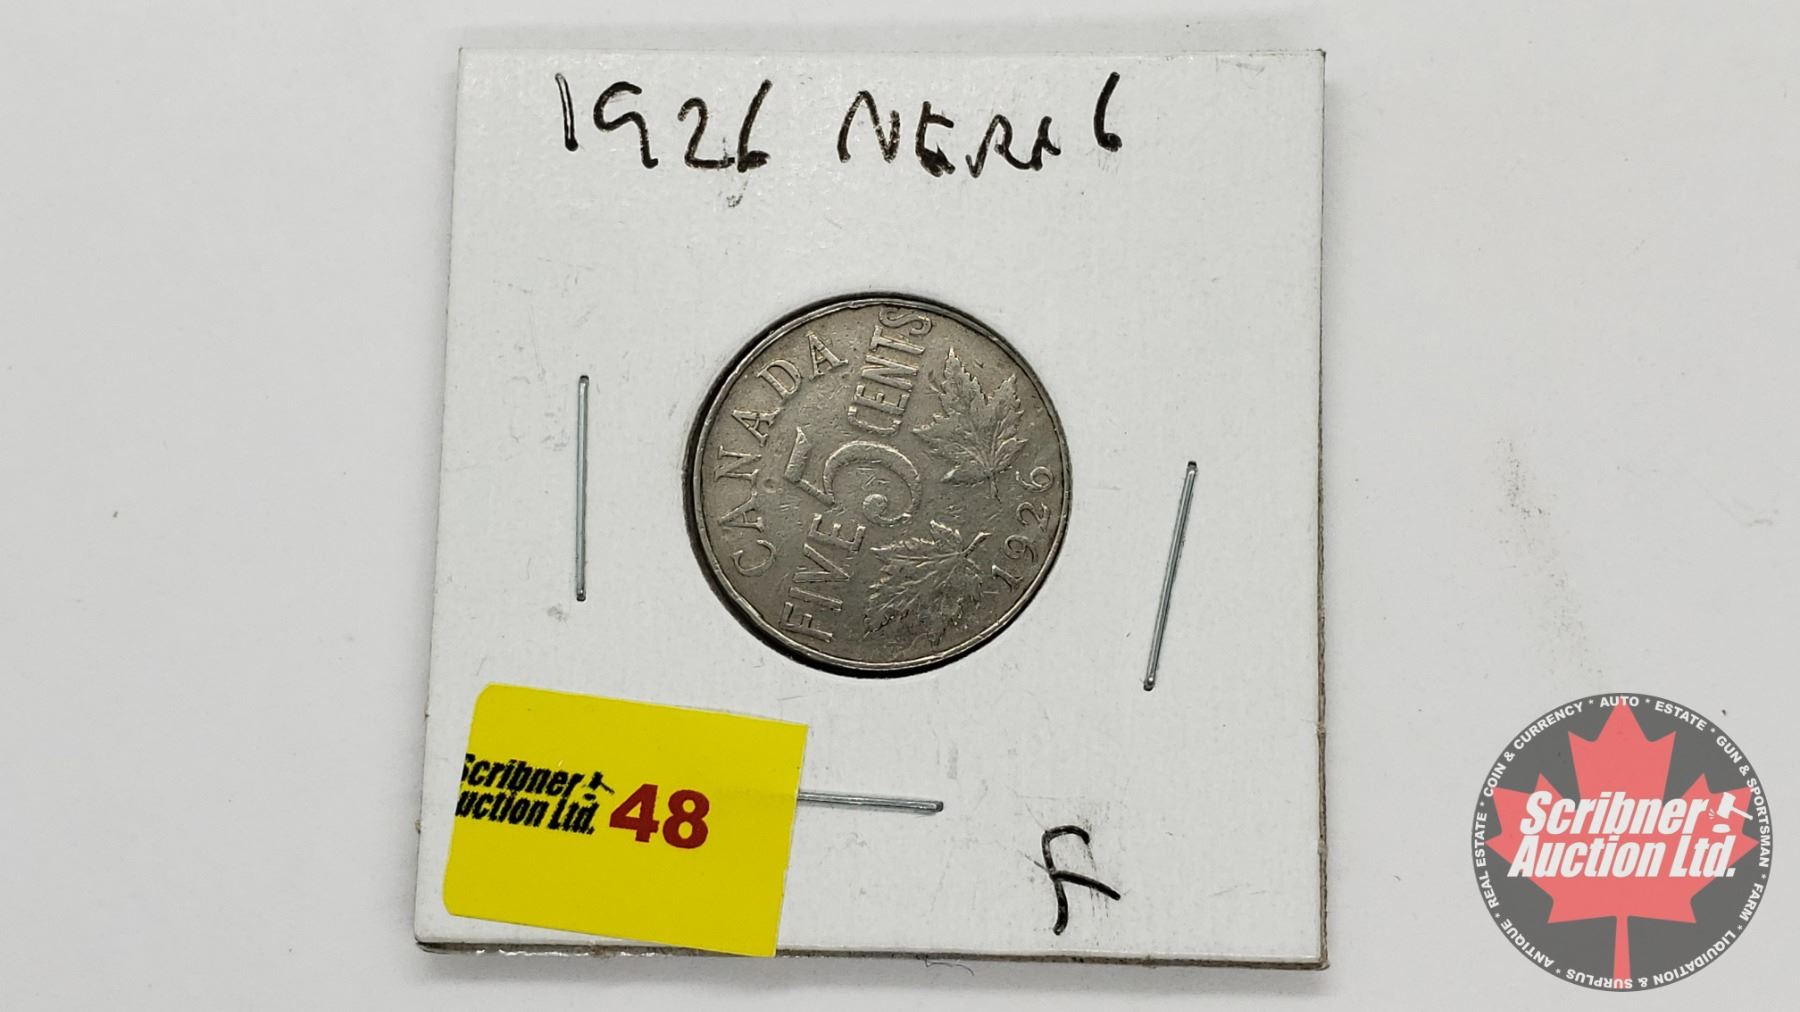 1926 NEAR 6
CANADA
FIVE 5 CENTS
1926
Scribner
uction Ltd. 48
F
* COIN & CURRENCY * AUTO * ESTATE * GUN & SPORTSMAN * FARM * LIQUIDATION & SURPLUS * ANTIQUE * REAL ESTATE
Scribner
Auction Ltd.